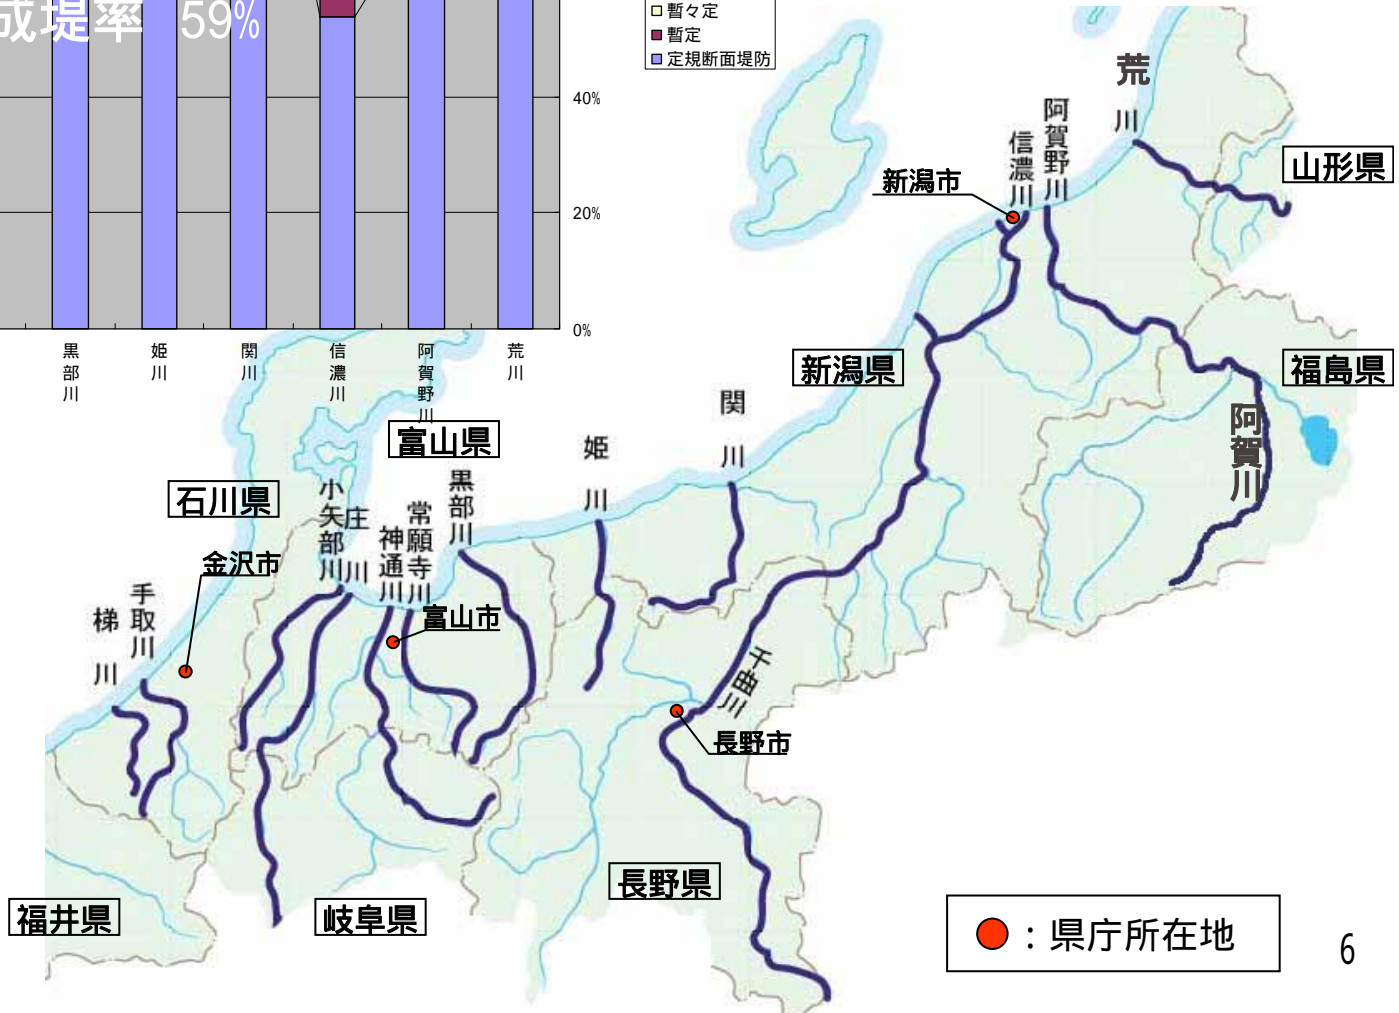 成堤率 59%
暫々定
暫定
定規断面堤防
40%
20%
0%
黒部川
姫川
関川
信濃川
阿賀野川
荒川
荒川
阿賀野川
信濃川
新潟市
山形県
新潟県
福島県
阿賀川
関川
姫川
富山県
黒部川
石川県
小矢部川
庄川
神通川
常願寺川
金沢市
手取川
梯川
富山市
千曲川
長野市
長野県
福井県
岐阜県
：県庁所在地
6